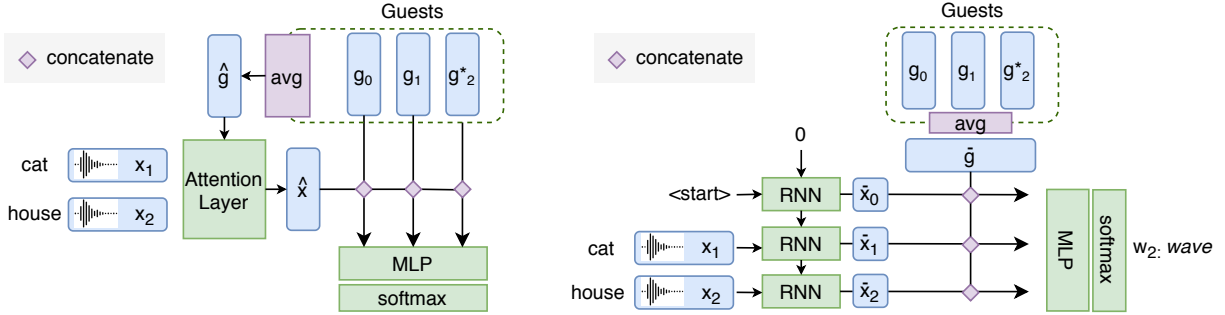 Guests
concatenate
ĝ
avg
g₀
g₁
g*₂
cat
x₁
house
x₂
Attention
Layer
x̂
MLP
softmax
Guests
concatenate
g₀
g₁
g*₂
avg
ḡ
0
<start>
RNN
x̄₀
cat
x₁
RNN
x̄₁
house
x₂
RNN
x̄₂
MLP
softmax
w₂: wave